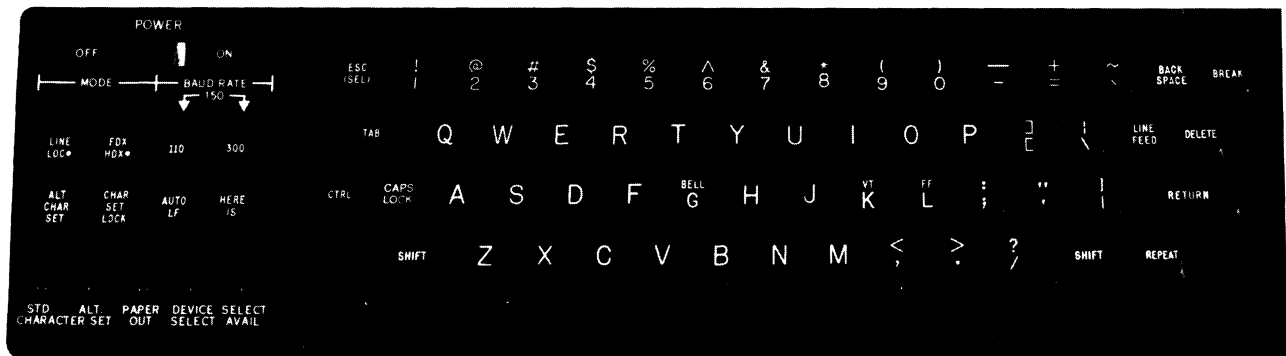 POWER
OFF ON
MODE BAUD RATE
150
LINE LOC FDX HDX 110 300
ALT CHAR SET CHAR SET LOCK AUTO LF HERE IS
STD. ALT. CHARACTER SET PAPER OUT DEVICE SELECT SELECT AVAIL
ESC (SEL) ! 1 @ 2 # 3 $ 4 % 5 ^ 6 & 7 * 8 ( 9 ) 0 — - + = ~ ` BACK SPACE BREAK
TAB Q W E R T Y U I O P ] [ ¦ \ LINE FEED DELETE
CTRL CAPS LOCK A S D F BELL G H J VT K FF L : ; " ' RETURN
SHIFT Z X C V B N M < , > . ? / SHIFT REPEAT